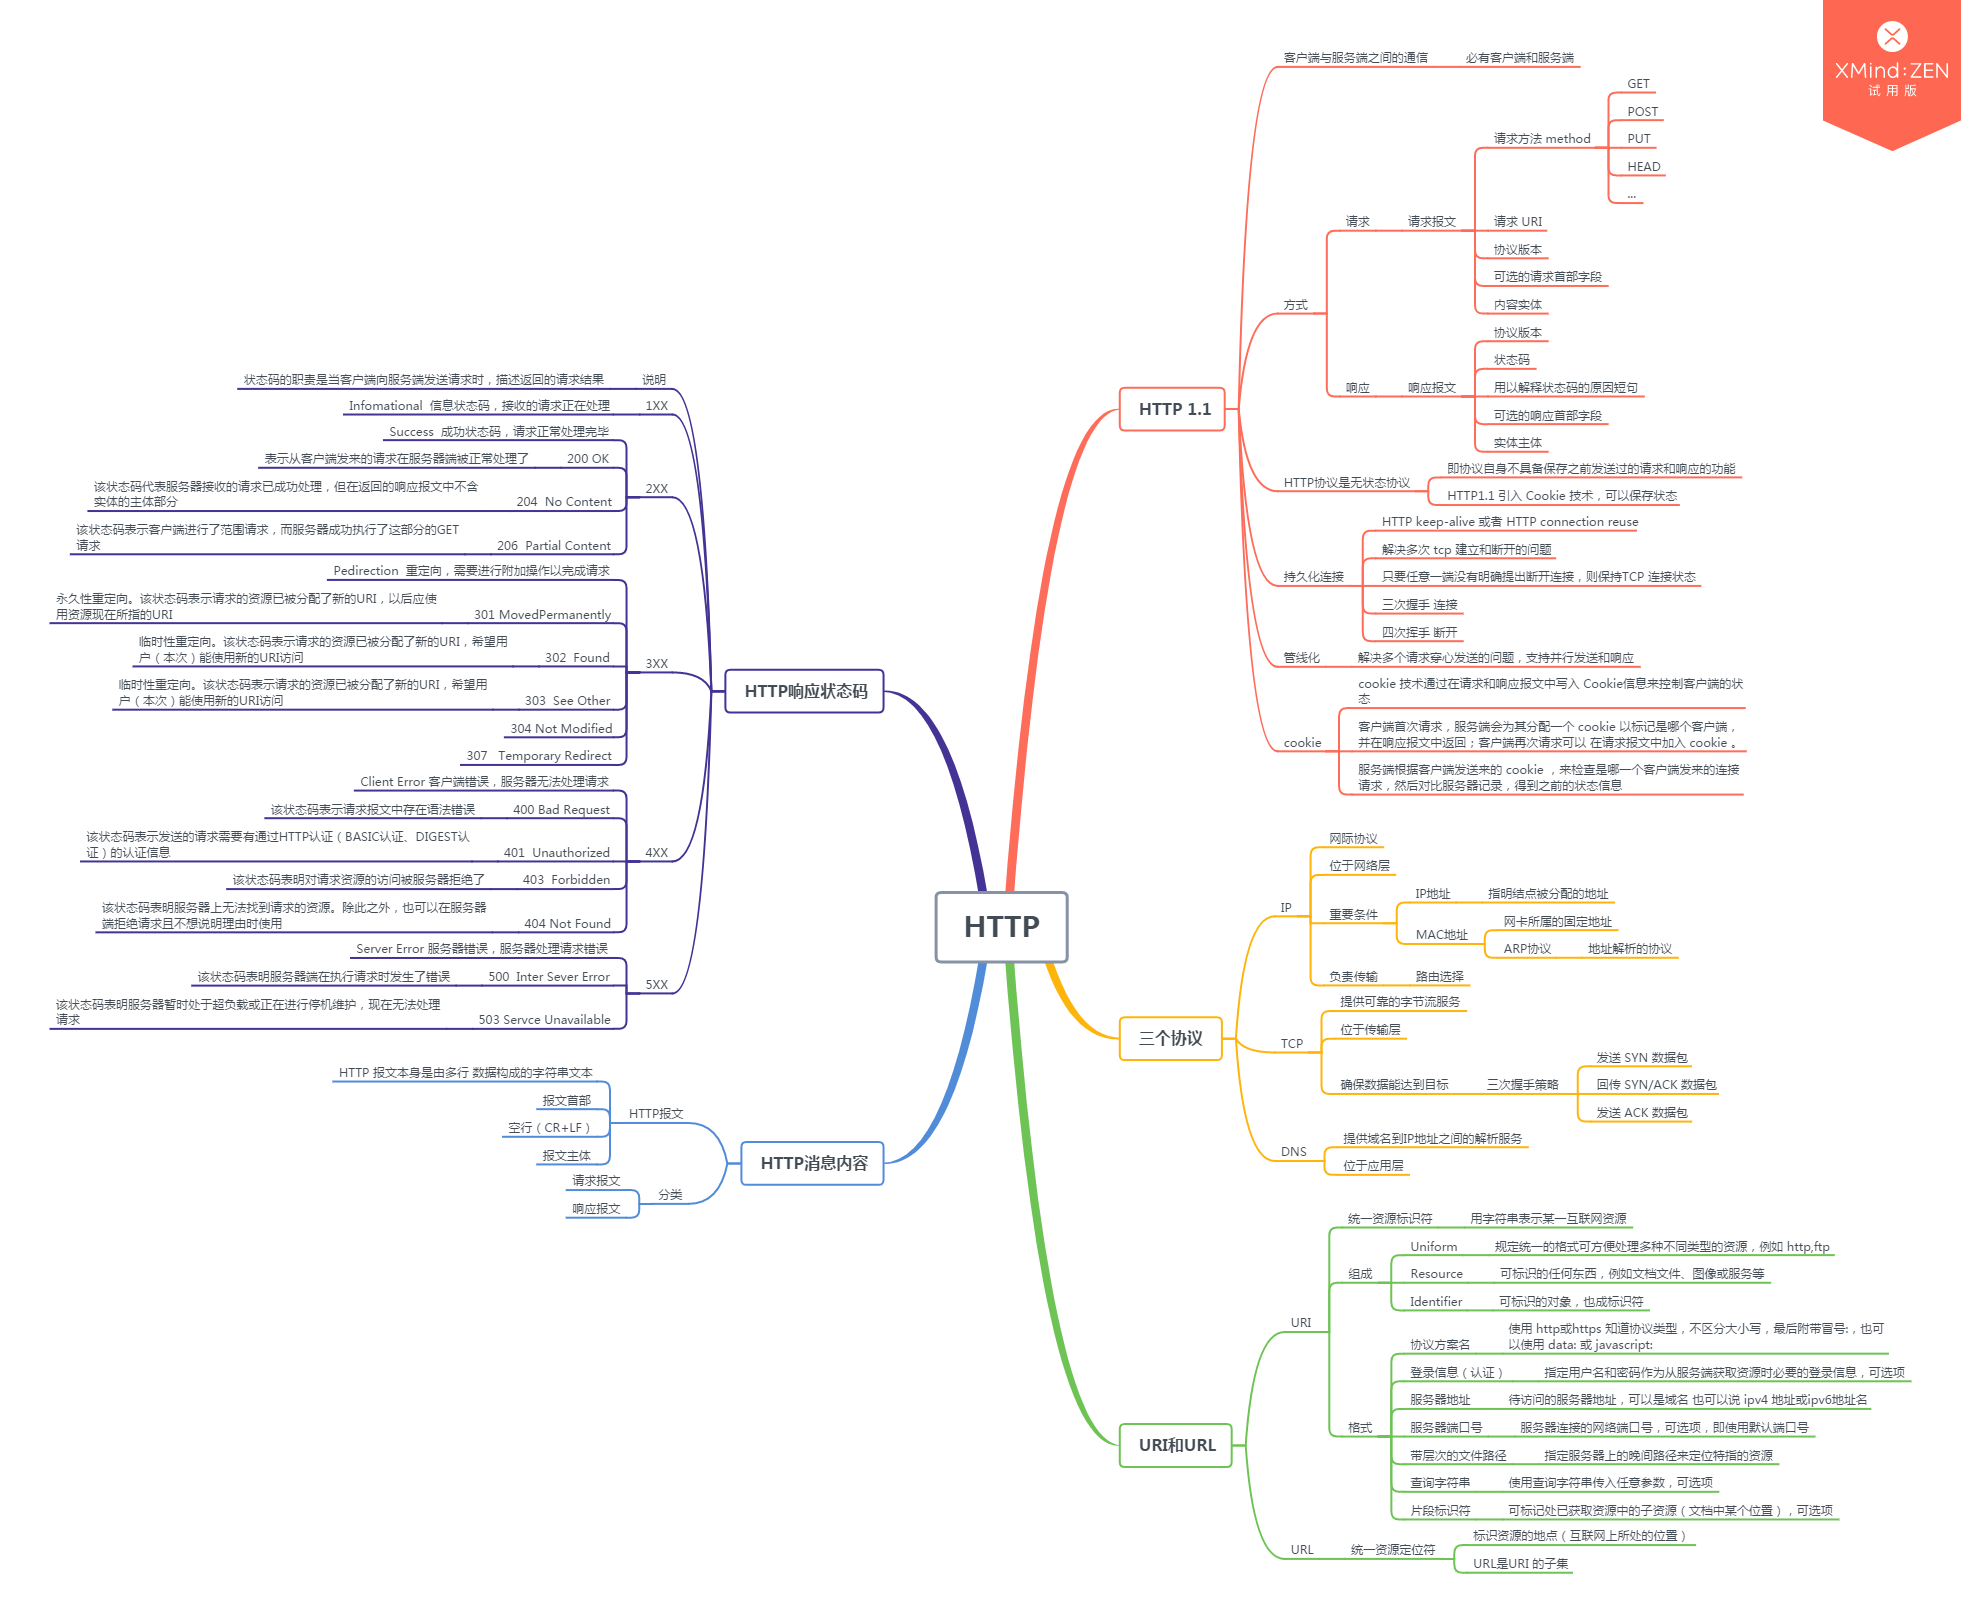 XMind:ZEN
试用版
HTTP
HTTP 1.1
客户端与服务端之间的通信
必有客户端和服务端
方式
请求
请求报文
请求方法 method
GET
POST
PUT
HEAD
...
请求 URI
协议版本
可选的请求首部字段
内容实体
响应
响应报文
协议版本
状态码
用以解释状态码的原因短句
可选的响应首部字段
实体主体
HTTP协议是无状态协议
即协议自身不具备保存之前发送过的请求和响应的功能
HTTP1.1 引入 Cookie 技术，可以保存状态
持久化连接
HTTP keep-alive 或者 HTTP connection reuse
解决多次 tcp 建立和断开的问题
只要任意一端没有明确提出断开连接，则保持TCP 连接状态
三次握手 连接
四次挥手 断开
管线化
解决多个请求穿心发送的问题，支持并行发送和响应
cookie
cookie 技术通过在请求和响应报文中写入 Cookie信息来控制客户端的状
态
客户端首次请求，服务端会为其分配一个 cookie 以标记是哪个客户端，
并在响应报文中返回；客户端再次请求可以 在请求报文中加入 cookie 。
服务端根据客户端发送来的 cookie ，来检查是哪一个客户端发来的连接
请求，然后对比服务器记录，得到之前的状态信息
三个协议
IP
网际协议
位于网络层
重要条件
IP地址
指明结点被分配的地址
MAC地址
网卡所属的固定地址
ARP协议
地址解析的协议
负责传输
路由选择
TCP
提供可靠的字节流服务
位于传输层
确保数据能达到目标
三次握手策略
发送 SYN 数据包
回传 SYN/ACK 数据包
发送 ACK 数据包
DNS
提供域名到IP地址之间的解析服务
位于应用层
URI和URL
URI
统一资源标识符
用字符串表示某一互联网资源
组成
Uniform
规定统一的格式可方便处理多种不同类型的资源，例如 http,ftp
Resource
可标识的任何东西，例如文档文件、图像或服务等
Identifier
可标识的对象，也成标识符
格式
协议方案名
使用 http或https 知道协议类型，不区分大小写，最后附带冒号:，也可
以使用 data: 或 javascript:
登录信息（认证）
指定用户名和密码作为从服务端获取资源时必要的登录信息，可选项
服务器地址
待访问的服务器地址，可以是域名 也可以说 ipv4 地址或ipv6地址名
服务器端口号
服务器连接的网络端口号，可选项，即使用默认端口号
带层次的文件路径
指定服务器上的晚间路径来定位特指的资源
查询字符串
使用查询字符串传入任意参数，可选项
片段标识符
可标记处已获取资源中的子资源（文档中某个位置），可选项
URL
统一资源定位符
标识资源的地点（互联网上所处的位置）
URL是URI 的子集
HTTP响应状态码
说明
状态码的职责是当客户端向服务端发送请求时，描述返回的请求结果
1XX
Infomational  信息状态码，接收的请求正在处理
2XX
Success  成功状态码，请求正常处理完毕
200 OK
表示从客户端发来的请求在服务器端被正常处理了
204  No Content
该状态码代表服务器接收的请求已成功处理，但在返回的响应报文中不含
实体的主体部分
206  Partial Content
该状态码表示客户端进行了范围请求，而服务器成功执行了这部分的GET
请求
3XX
Pedirection  重定向，需要进行附加操作以完成请求
301 MovedPermanently
永久性重定向。该状态码表示请求的资源已被分配了新的URI，以后应使
用资源现在所指的URI
302  Found
临时性重定向。该状态码表示请求的资源已被分配了新的URI，希望用
户（本次）能使用新的URI访问
303  See Other
临时性重定向。该状态码表示请求的资源已被分配了新的URI，希望用
户（本次）能使用新的URI访问
304 Not Modified
307   Temporary Redirect
4XX
Client Error 客户端错误，服务器无法处理请求
400 Bad Request
该状态码表示请求报文中存在语法错误
401  Unauthorized
该状态码表示发送的请求需要有通过HTTP认证（BASIC认证、DIGEST认
证）的认证信息
403  Forbidden
该状态码表明对请求资源的访问被服务器拒绝了
404 Not Found
该状态码表明服务器上无法找到请求的资源。除此之外，也可以在服务器
端拒绝请求且不想说明理由时使用
5XX
Server Error 服务器错误，服务器处理请求错误
500  Inter Sever Error
该状态码表明服务器端在执行请求时发生了错误
503 Servce Unavailable
该状态码表明服务器暂时处于超负载或正在进行停机维护，现在无法处理
请求
HTTP消息内容
HTTP报文
HTTP 报文本身是由多行 数据构成的字符串文本
报文首部
空行（CR+LF）
报文主体
分类
请求报文
响应报文